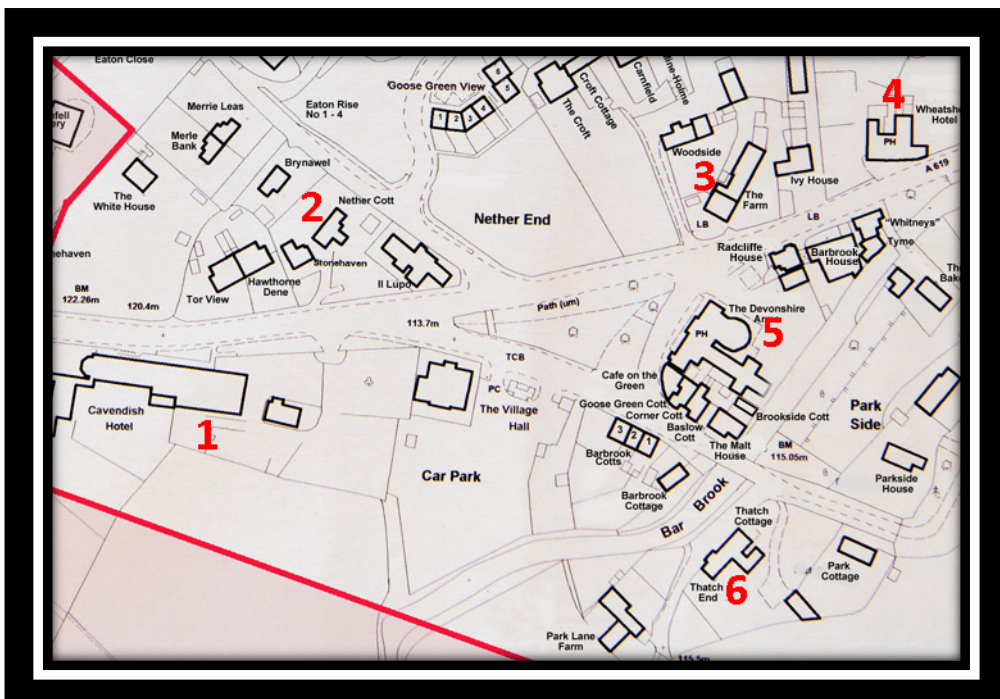 Eaton Close
Merrie Leas
Eaton Rise
No 1 - 4
Goose Green View
6
5
4
3
2
1
The Croft
Croft Cottage
Carnfield
4
Wheatsh
Hotel
PH
A 619
Merle
Bank
Brynawel
The
White House
2
Nether Cott
Nether End
Woodside
3
The
Farm
Ivy House
LB
LB
"Whitneys"
Tyme
Radcliffe
House
Barbrook
House
The
Bak
Stonehaven
Hawthorne
Dene
Tor View
Il Lupo
BM
122.26m
120.4m
113.7m
Path (um)
The Devonshire
PH
5
TCB
PC
The Village
Hall
Cafe on the
Green
Goose Green Cott
Corner Cott
Baslow
Cott
Brookside Cott
The Malt
House
BM
115.05m
Park
Side
Cavendish
Hotel
1
Car Park
3
2
1
Barbrook
Cotts
Barbrook
Cottage
Bar Brook
Parkside
House
Thatch
Cottage
Thatch
End
6
Park
Cottage
Park Lane
Farm
115.5m